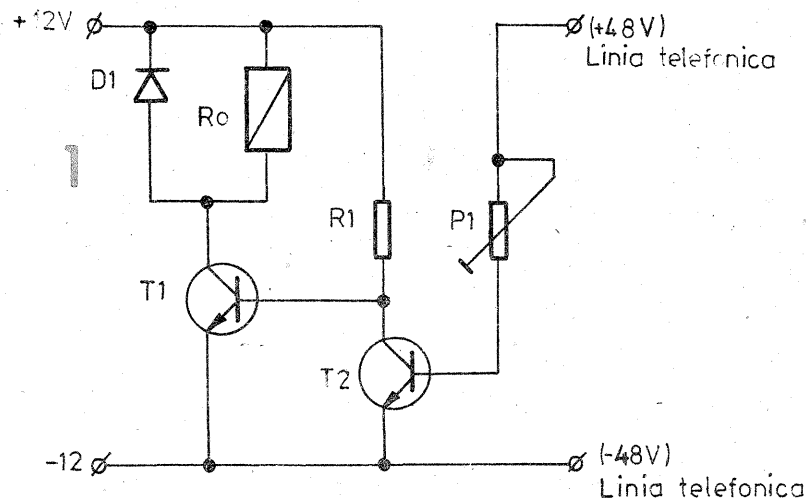 +12V
(+48V)
Linia telefonica
D1
Ro
1
R1
P1
T1
T2
-12
(-48V)
Linia telefonica